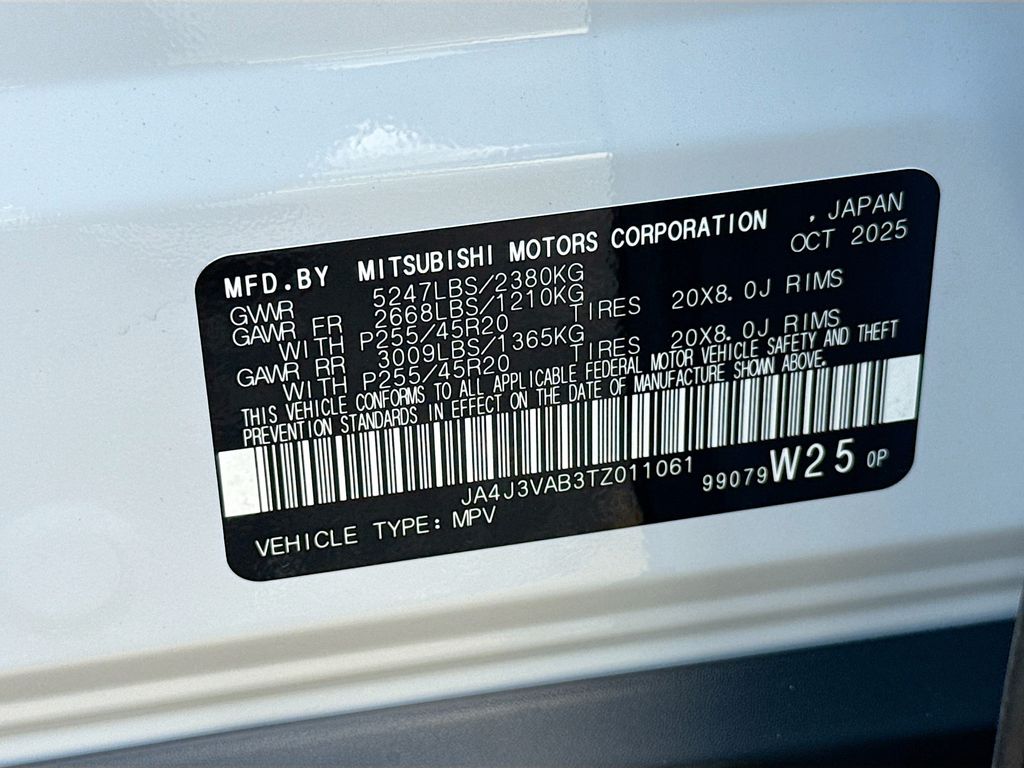 MFD.BY MITSUBISHI MOTORS CORPORATION , JAPAN
OCT 2025
GVWR 5247LBS/2380KG
GAWR FR 2668LBS/1210KG
WITH P255/45R20 TIRES 20X8.0J RIMS
GAWR RR 3009LBS/1365KG
WITH P255/45R20 TIRES 20X8.0J RIMS
THIS VEHICLE CONFORMS TO ALL APPLICABLE FEDERAL MOTOR VEHICLE SAFETY AND THEFT
PREVENTION STANDARDS IN EFFECT ON THE DATE OF MANUFACTURE SHOWN ABOVE.
JA4J3VAB3TZ011061 99079 W25 0P
VEHICLE TYPE: MPV